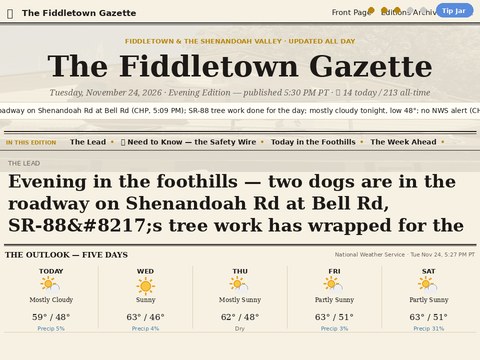 Front Page Editions Archiv
Tip Jar
FIDDLETOWN & THE SHENANDOAH VALLEY · UPDATED ALL DAY
The Fiddletown Gazette
The Fiddletown Gazette
Tuesday, November 24, 2026 · Evening Edition — published 5:30 PM PT · 14 today / 213 all-time
oadway on Shenandoah Rd at Bell Rd (CHP, 5:09 PM); SR-88 tree work done for the day; mostly cloudy tonight, low 48°; no NWS alert (CH
IN THIS EDITION The Lead • Need to Know — the Safety Wire • Today in the Foothills • The Week Ahead •
THE LEAD
Evening in the foothills — two dogs are in the
roadway on Shenandoah Rd at Bell Rd,
SR-88&#8217;s tree work has wrapped for the
THE OUTLOOK — FIVE DAYS
National Weather Service · Tue Nov 24, 5:27 PM PT
TODAY WED THU FRI SAT
Mostly Cloudy Sunny Mostly Sunny Partly Sunny Partly Sunny
59° / 48° 63° / 46° 62° / 48° 63° / 51° 63° / 51°
Precip 5% Precip 4% Dry Precip 3% Precip 31%